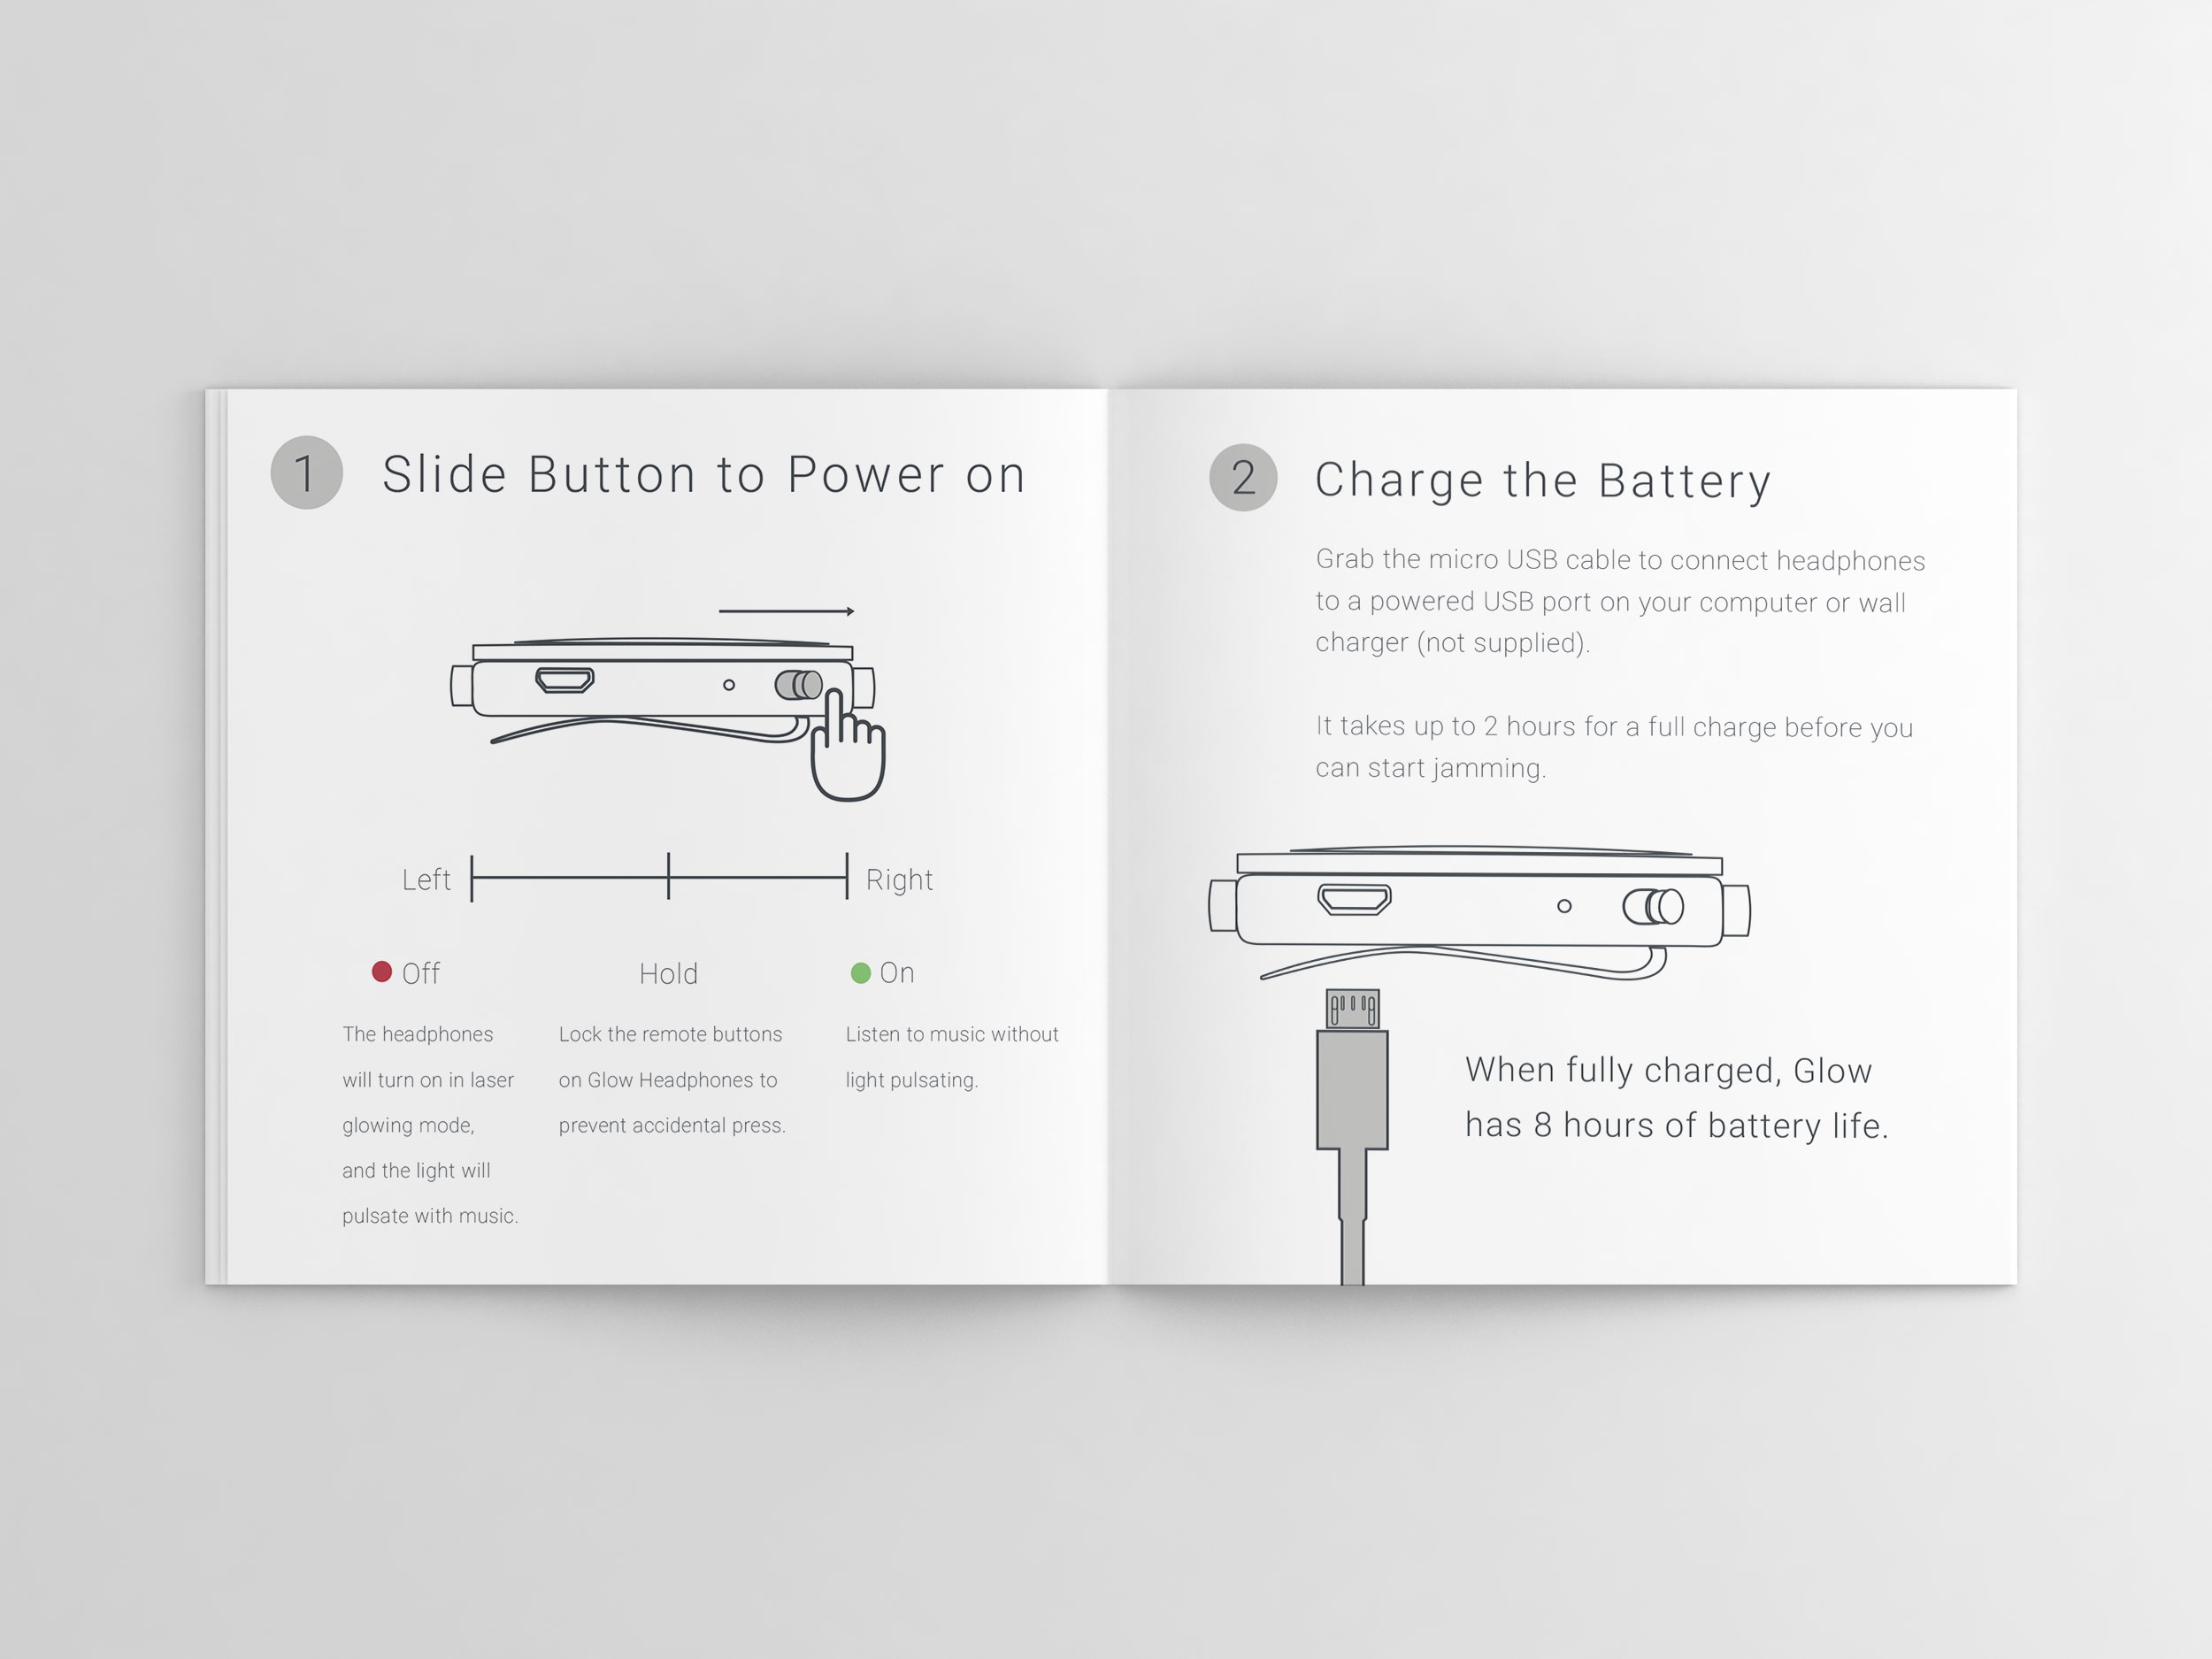 1 Slide Button to Power on
Left
Right
Off
The headphones
will turn on in laser
glowing mode,
and the light will
pulsate with music.
Hold
Lock the remote buttons
on Glow Headphones to
prevent accidental press.
On
Listen to music without
light pulsating.
2 Charge the Battery
Grab the micro USB cable to connect headphones
to a powered USB port on your computer or wall
charger (not supplied).
It takes up to 2 hours for a full charge before you
can start jamming.
When fully charged, Glow
has 8 hours of battery life.